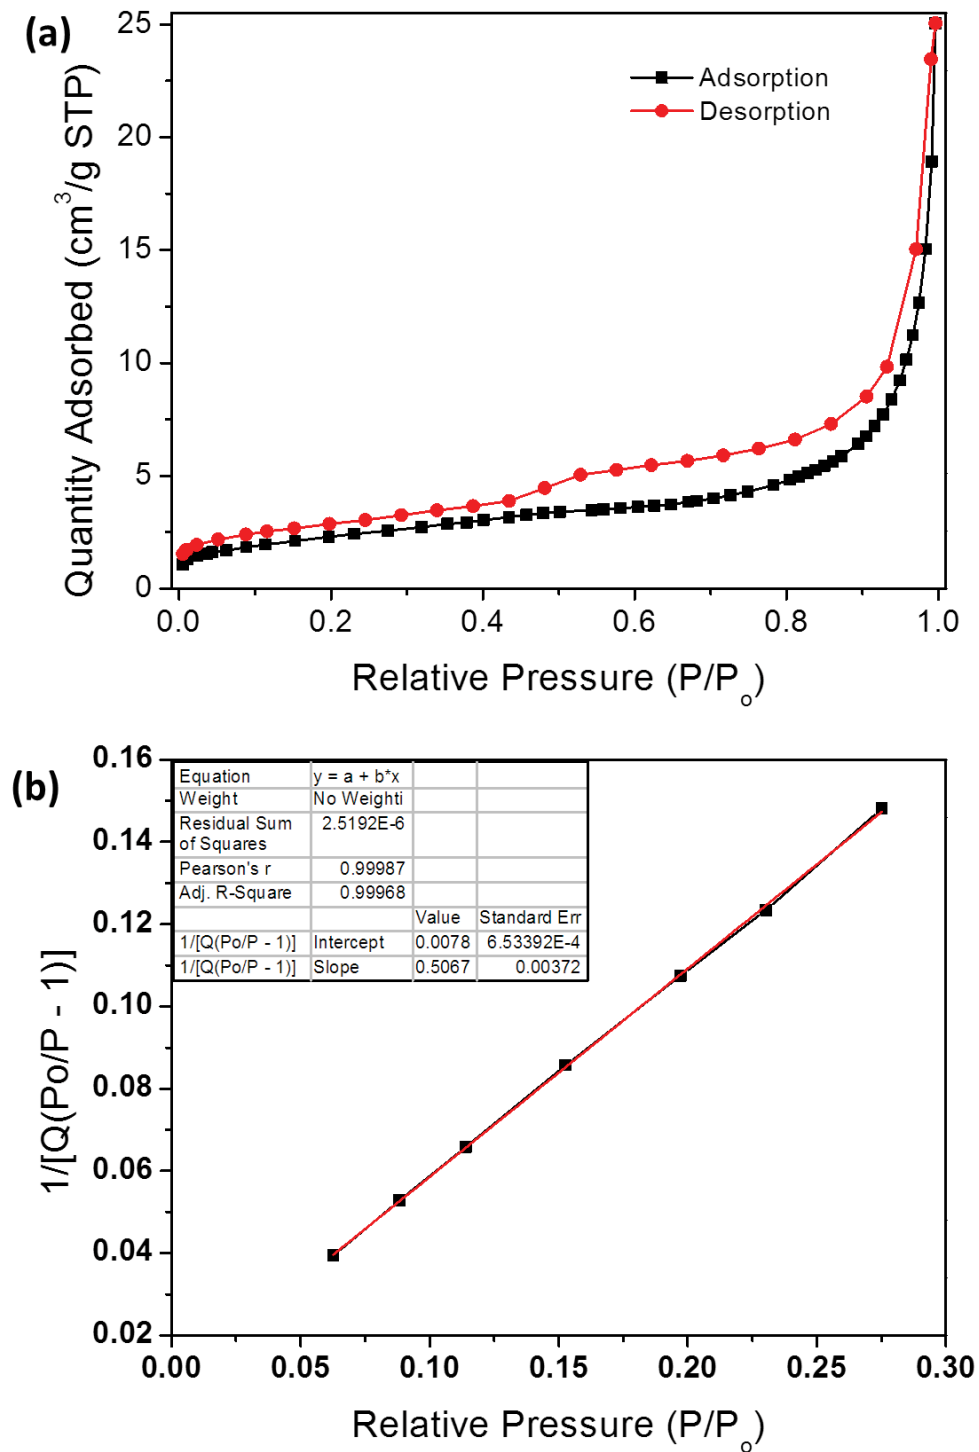 (a)
25
20
15
10
5
0
Quantity Adsorbed (cm³/g STP)
Adsorption
Desorption
0.0 0.2 0.4 0.6 0.8 1.0
Relative Pressure (P/Pₒ)
(b)
0.16
0.14
0.12
0.10
0.08
0.06
0.04
0.02
1/[Q(Po/P - 1)]
Equation y = a + b*x
Weight No Weighti
Residual Sum of Squares 2.5192E-6
Pearson's r 0.99987
Adj. R-Square 0.99968
Value Standard Err
1/[Q(Po/P - 1)] Intercept 0.0078 6.53392E-4
1/[Q(Po/P - 1)] Slope 0.5067 0.00372
0.00 0.05 0.10 0.15 0.20 0.25 0.30
Relative Pressure (P/Pₒ)